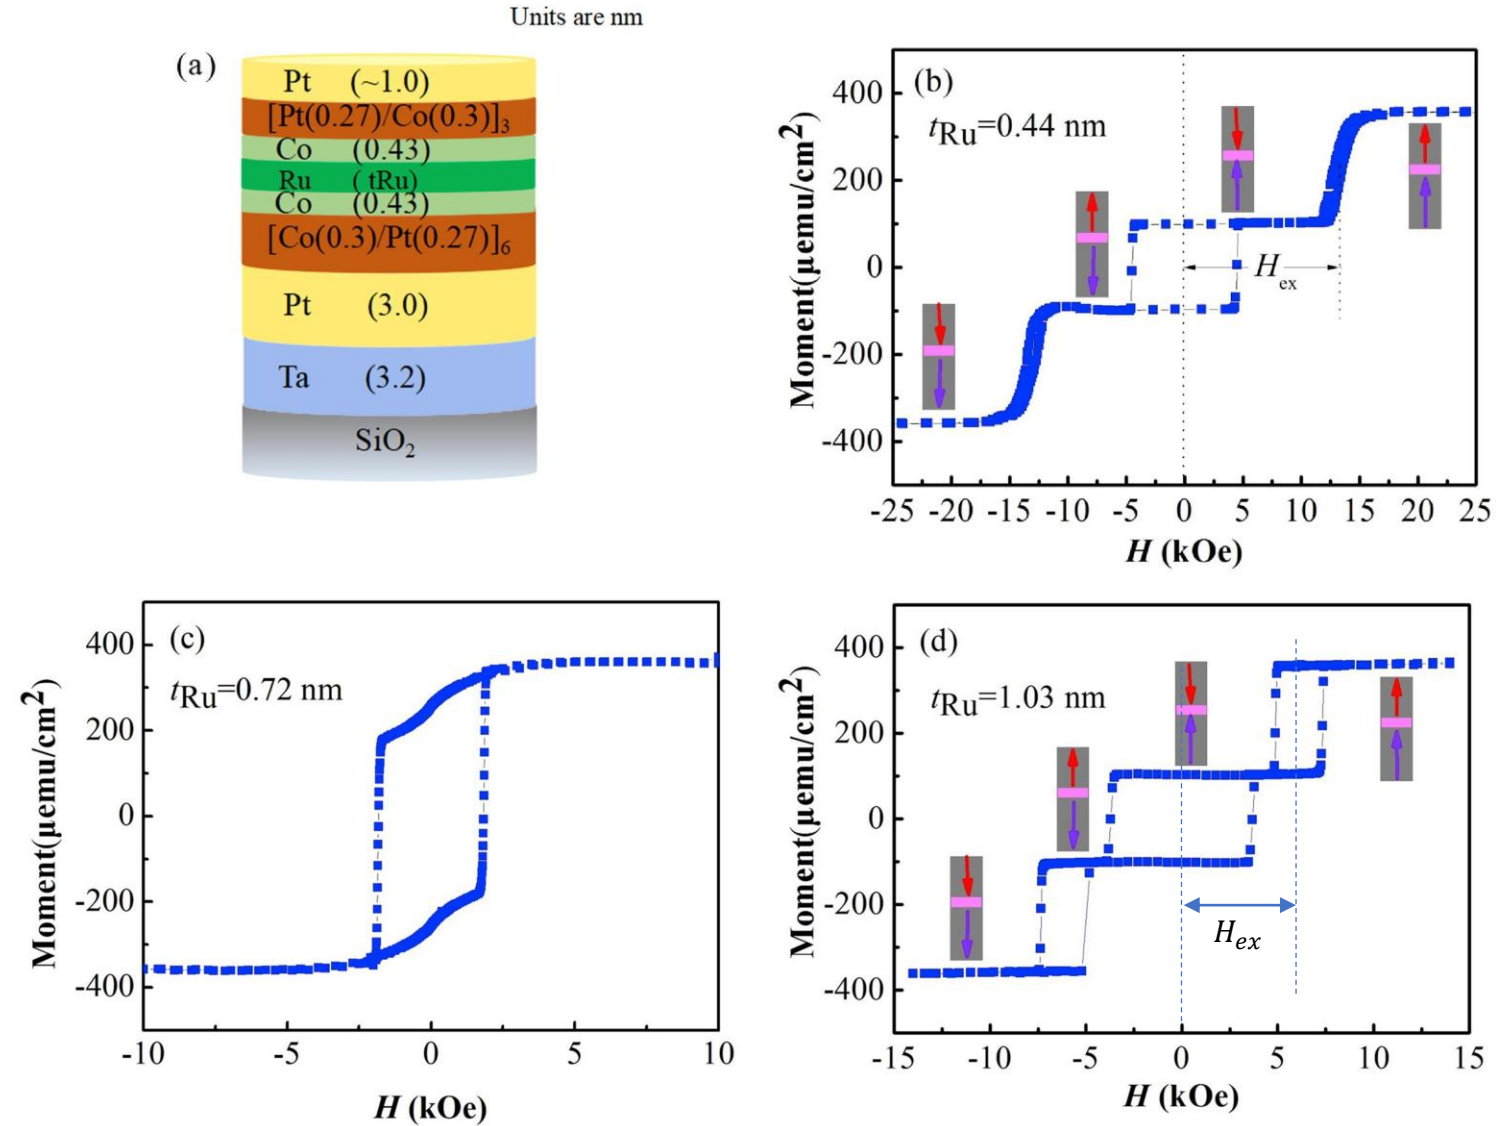 Units are nm
(a)
Pt (~1.0)
[Pt(0.27)/Co(0.3)]₃
Co (0.43)
Ru ( tRu)
Co (0.43)
[Co(0.3)/Pt(0.27)]₆
Pt (3.0)
Ta (3.2)
SiO₂
(b)
tRu=0.44 nm
Moment(µemu/cm²)
400
200
0
-200
-400
Hex
-25 -20 -15 -10 -5 0 5 10 15 20 25
H (kOe)
(c)
tRu=0.72 nm
Moment(µemu/cm²)
400
200
0
-200
-400
-10 -5 0 5 10
H (kOe)
(d)
tRu=1.03 nm
Moment(µemu/cm²)
400
200
0
-200
-400
Hex
-15 -10 -5 0 5 10 15
H (kOe)